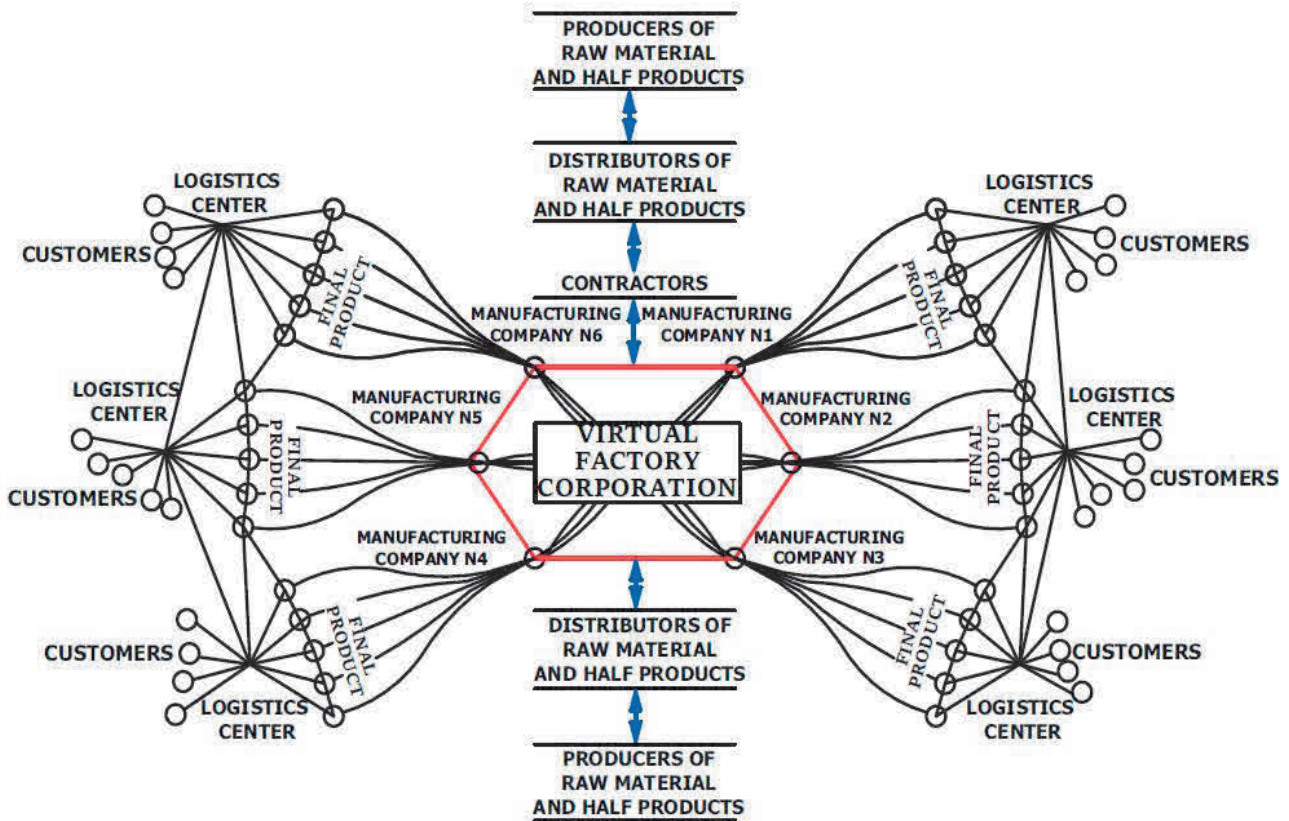 PRODUCERS OF
RAW MATERIAL
AND HALF PRODUCTS
DISTRIBUTORS OF
RAW MATERIAL
AND HALF PRODUCTS
CONTRACTORS
LOGISTICS
CENTER
CUSTOMERS
FINAL
PRODUCT
MANUFACTURING
COMPANY N6
MANUFACTURING
COMPANY N1
LOGISTICS
CENTER
CUSTOMERS
FINAL
PRODUCT
LOGISTICS
CENTER
CUSTOMERS
FINAL
PRODUCT
MANUFACTURING
COMPANY N5
VIRTUAL
FACTORY
CORPORATION
MANUFACTURING
COMPANY N2
FINAL
PRODUCT
LOGISTICS
CENTER
CUSTOMERS
MANUFACTURING
COMPANY N4
MANUFACTURING
COMPANY N3
CUSTOMERS
LOGISTICS
CENTER
FINAL
PRODUCT
DISTRIBUTORS OF
RAW MATERIAL
AND HALF PRODUCTS
FINAL
PRODUCT
CUSTOMERS
LOGISTICS
CENTER
PRODUCERS OF
RAW MATERIAL
AND HALF PRODUCTS